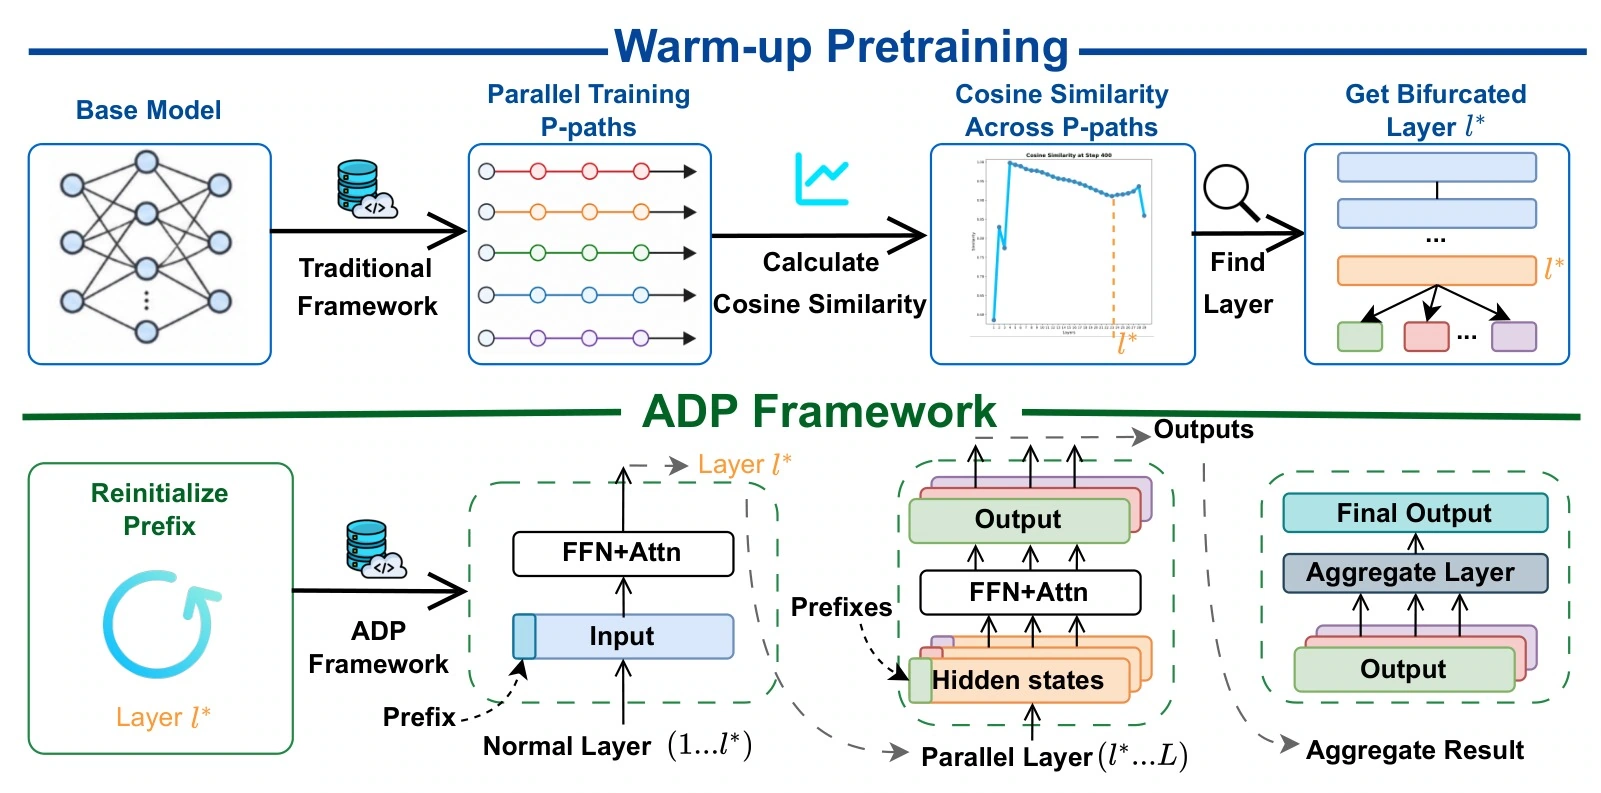 Warm-up Pretraining
Base Model
Parallel Training
P-paths
Cosine Similarity
Across P-paths
Get Bifurcated
Layer l*
</>
Traditional
Framework
Calculate
Cosine Similarity
Cosine Similarity at Step 400
Similarity
Layers
l*
Find
Layer
...
l*
...
ADP Framework
Reinitialize
Prefix
Layer l*
</>
ADP
Framework
Layer l*
FFN+Attn
Input
Prefix
Normal Layer (1...l*)
Outputs
Output
FFN+Attn
Prefixes
Hidden states
Parallel Layer (l*...L)
Final Output
Aggregate Layer
Output
Aggregate Result